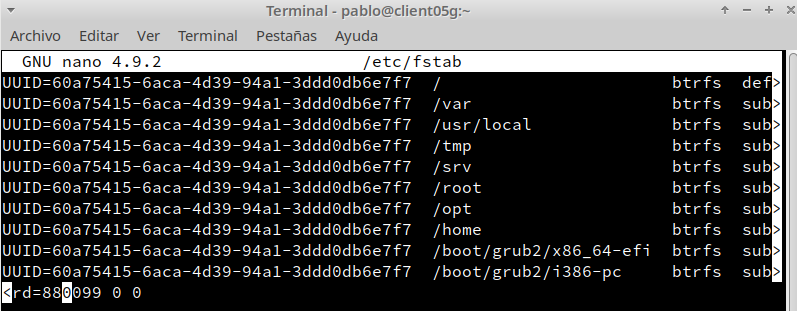 Terminal - pablo@client05g:~
Archivo Editar Ver Terminal Pestañas Ayuda
GNU nano 4.9.2 /etc/fstab
UUID=60a75415-6aca-4d39-94a1-3ddd0db6e7f7 / btrfs def>
UUID=60a75415-6aca-4d39-94a1-3ddd0db6e7f7 /var btrfs sub>
UUID=60a75415-6aca-4d39-94a1-3ddd0db6e7f7 /usr/local btrfs sub>
UUID=60a75415-6aca-4d39-94a1-3ddd0db6e7f7 /tmp btrfs sub>
UUID=60a75415-6aca-4d39-94a1-3ddd0db6e7f7 /srv btrfs sub>
UUID=60a75415-6aca-4d39-94a1-3ddd0db6e7f7 /root btrfs sub>
UUID=60a75415-6aca-4d39-94a1-3ddd0db6e7f7 /opt btrfs sub>
UUID=60a75415-6aca-4d39-94a1-3ddd0db6e7f7 /home btrfs sub>
UUID=60a75415-6aca-4d39-94a1-3ddd0db6e7f7 /boot/grub2/x86_64-efi btrfs sub>
UUID=60a75415-6aca-4d39-94a1-3ddd0db6e7f7 /boot/grub2/i386-pc btrfs sub>
<rd=880099 0 0